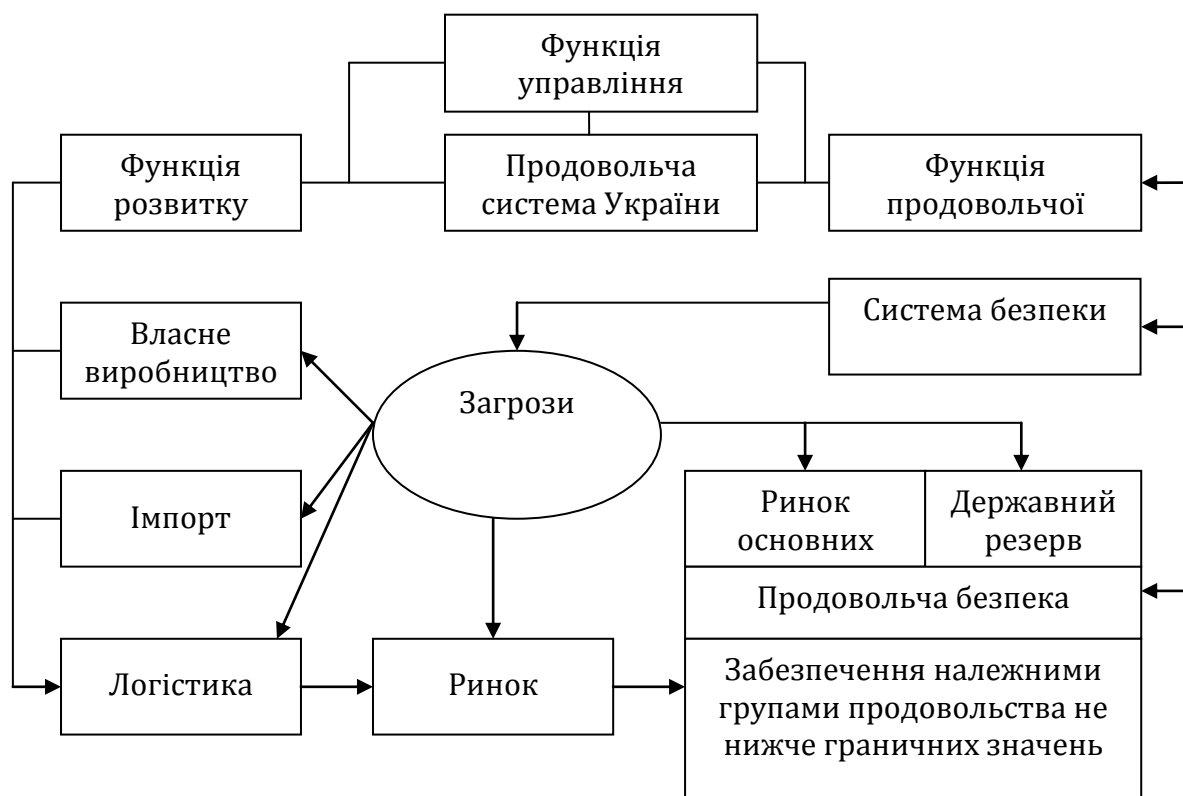 Функція
управління
Функція
розвитку
Продовольча
система України
Функція
продовольчої
Власне
виробництво
Система безпеки
Загрози
Імпорт
Ринок
основних
Державний
резерв
Продовольча безпека
Логістика
Ринок
Забезпечення належними
групами продовольства не
нижче граничних значень